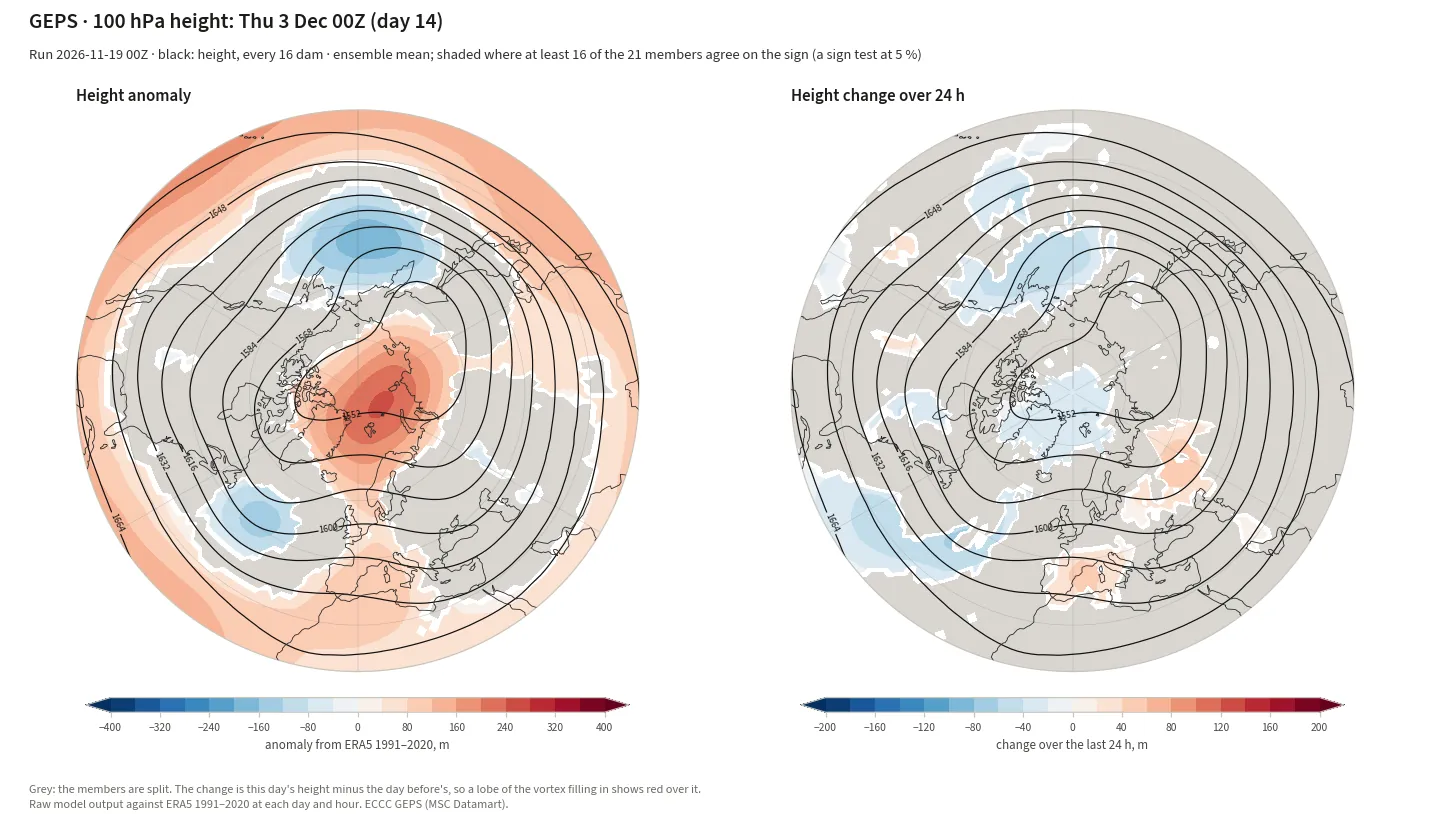 GEPS · 100 hPa height: Thu 3 Dec 00Z (day 14)
Run 2026-11-19 00Z · black: height, every 16 dam · ensemble mean; shaded where at least 16 of the 21 members agree on the sign (a sign test at 5 %)
Height anomaly
Height change over 24 h
1648
1568
1584
1552
1632
1616
1664
1600
1648
1568
1584
1552
1632
1616
1664
1600
−400 −320 −240 −160 −80 0 80 160 240 320 400
anomaly from ERA5 1991–2020, m
−200 −160 −120 −80 −40 0 40 80 120 160 200
change over the last 24 h, m
Grey: the members are split. The change is this day's height minus the day before's, so a lobe of the vortex filling in shows red over it.
Raw model output against ERA5 1991–2020 at each day and hour. ECCC GEPS (MSC Datamart).